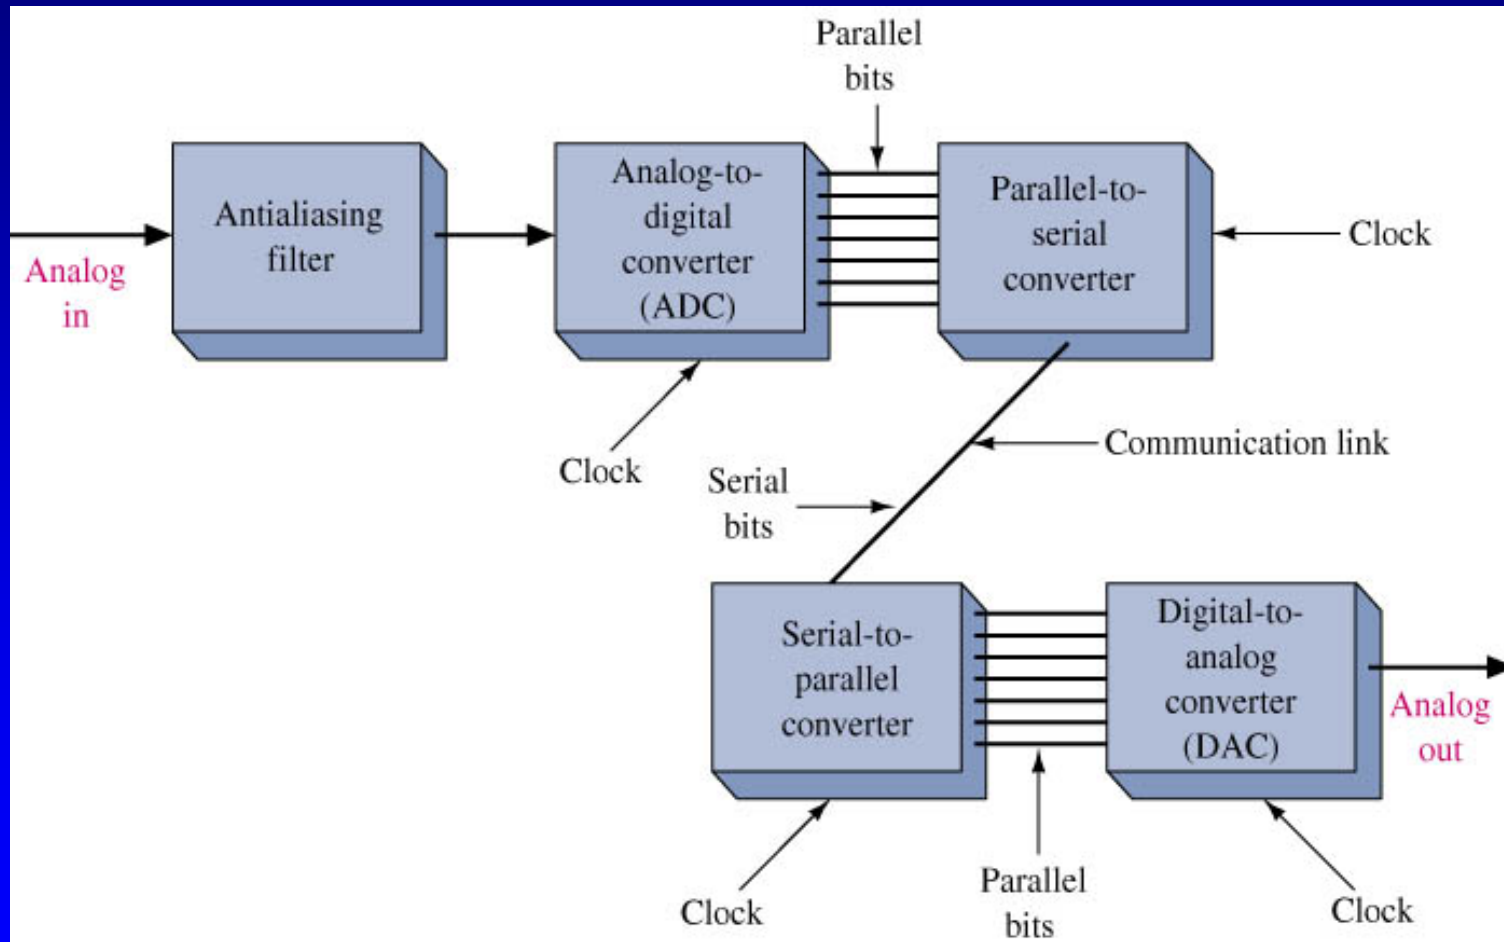 Parallel
bits
Analog
in
Antialiasing
filter
Analog-to-
digital
converter
(ADC)
Parallel-to-
serial
converter
Clock
Clock
Communication link
Serial
bits
Serial-to-
parallel
converter
Digital-to-
analog
converter
(DAC)
Analog
out
Clock
Parallel
bits
Clock